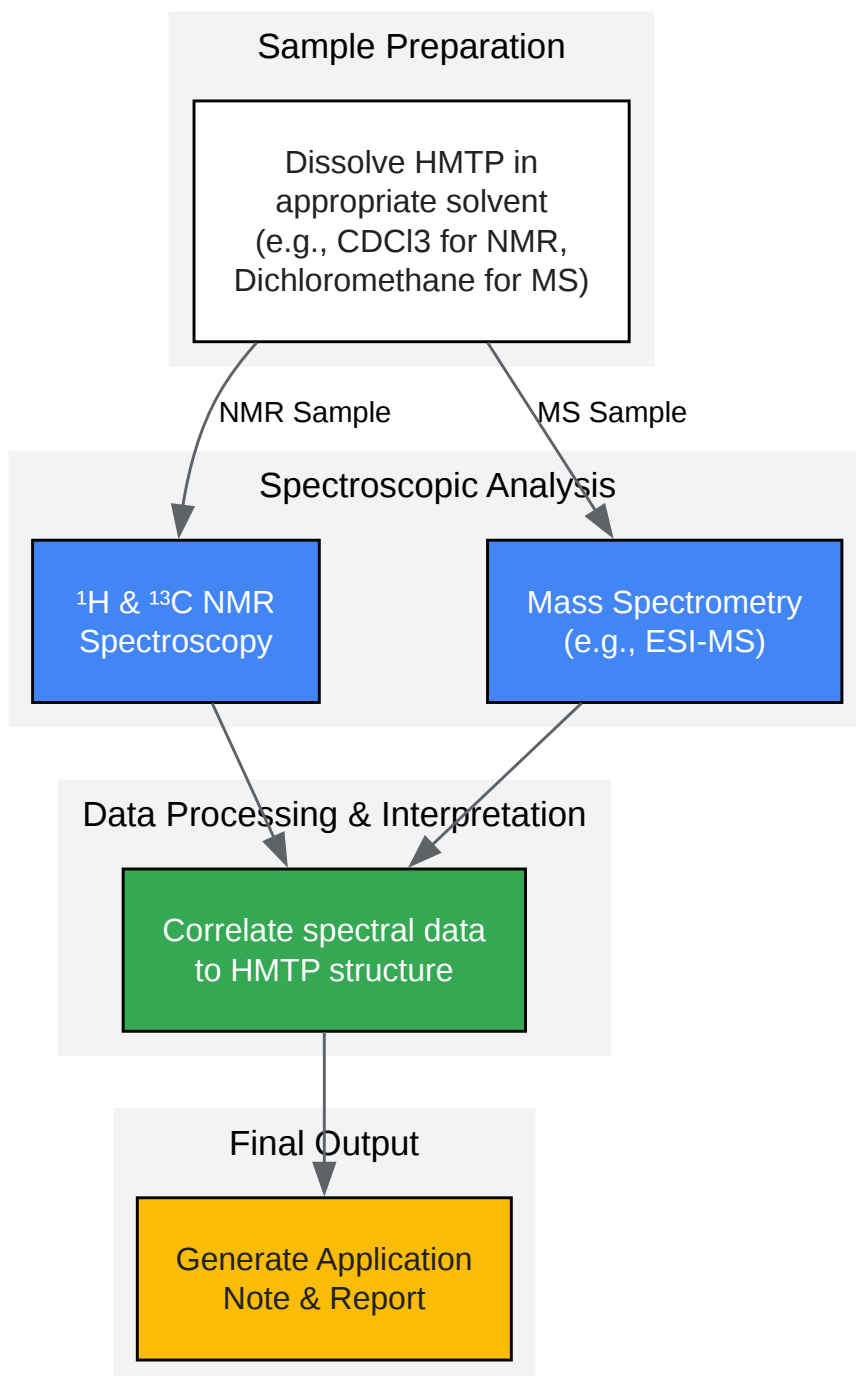 Sample Preparation
Dissolve HMTP in
appropriate solvent
(e.g., CDCl3 for NMR,
Dichloromethane for MS)
NMR Sample
MS Sample
Spectroscopic Analysis
¹H & ¹³C NMR
Spectroscopy
Mass Spectrometry
(e.g., ESI-MS)
Data Processing & Interpretation
Correlate spectral data
to HMTP structure
Final Output
Generate Application
Note & Report